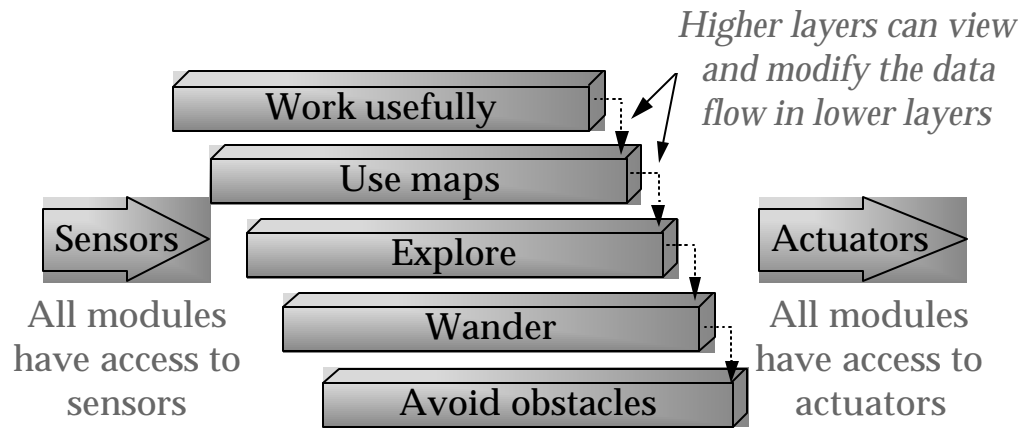 Higher layers can view
and modify the data
flow in lower layers
Work usefully
Use maps
Sensors
Explore
Actuators
All modules
have access to
sensors
Wander
Avoid obstacles
All modules
have access to
actuators